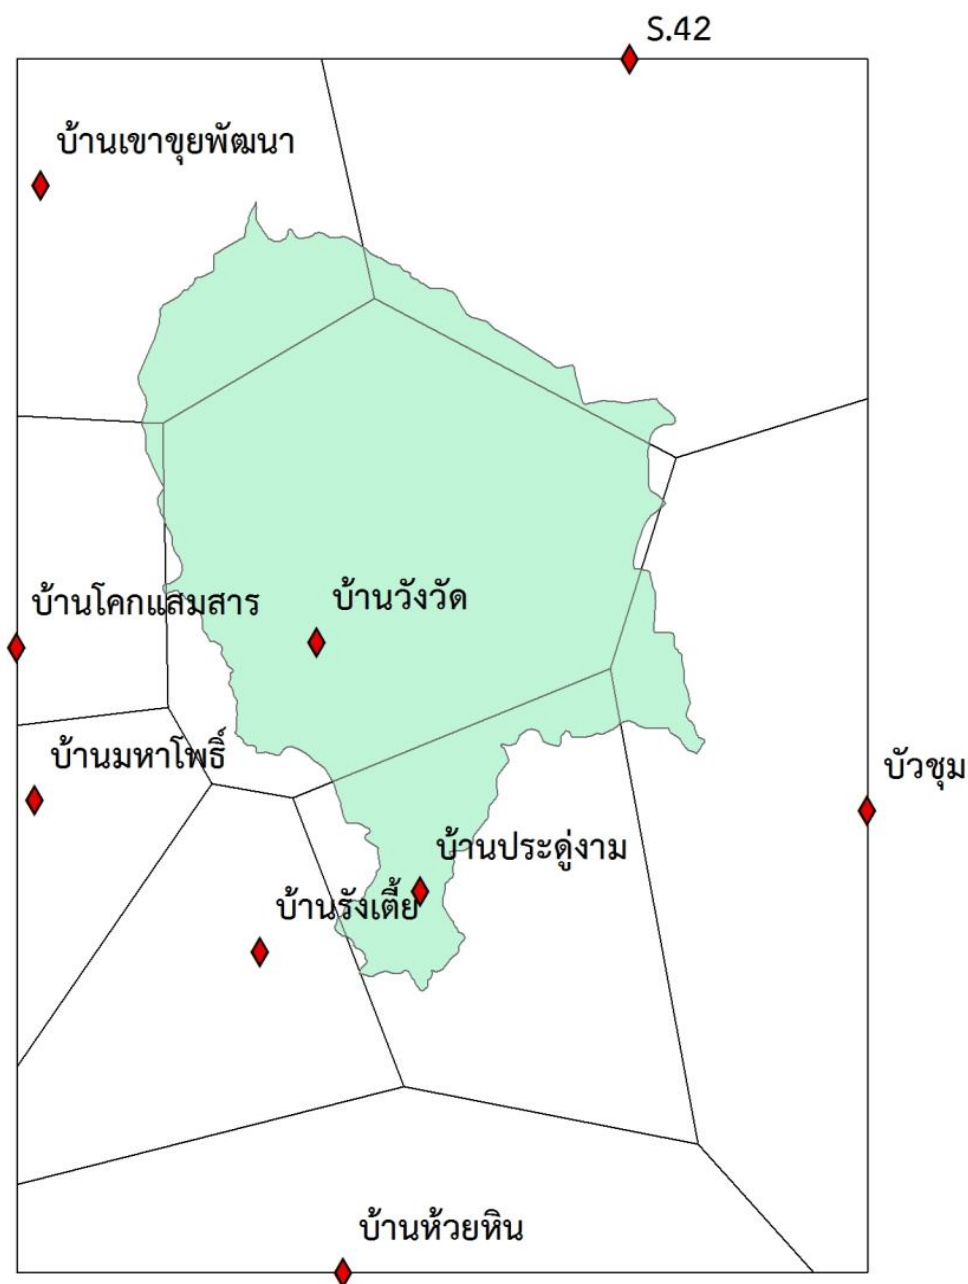 S.42
บ้านเขาขุยพัฒนา
บ้านโคกแสมสาร
บ้านวังวัด
บ้านมหาโพธิ์
บัวชุม
บ้านประดู่งาม
บ้านรังเตี้ย
บ้านห้วยหิน